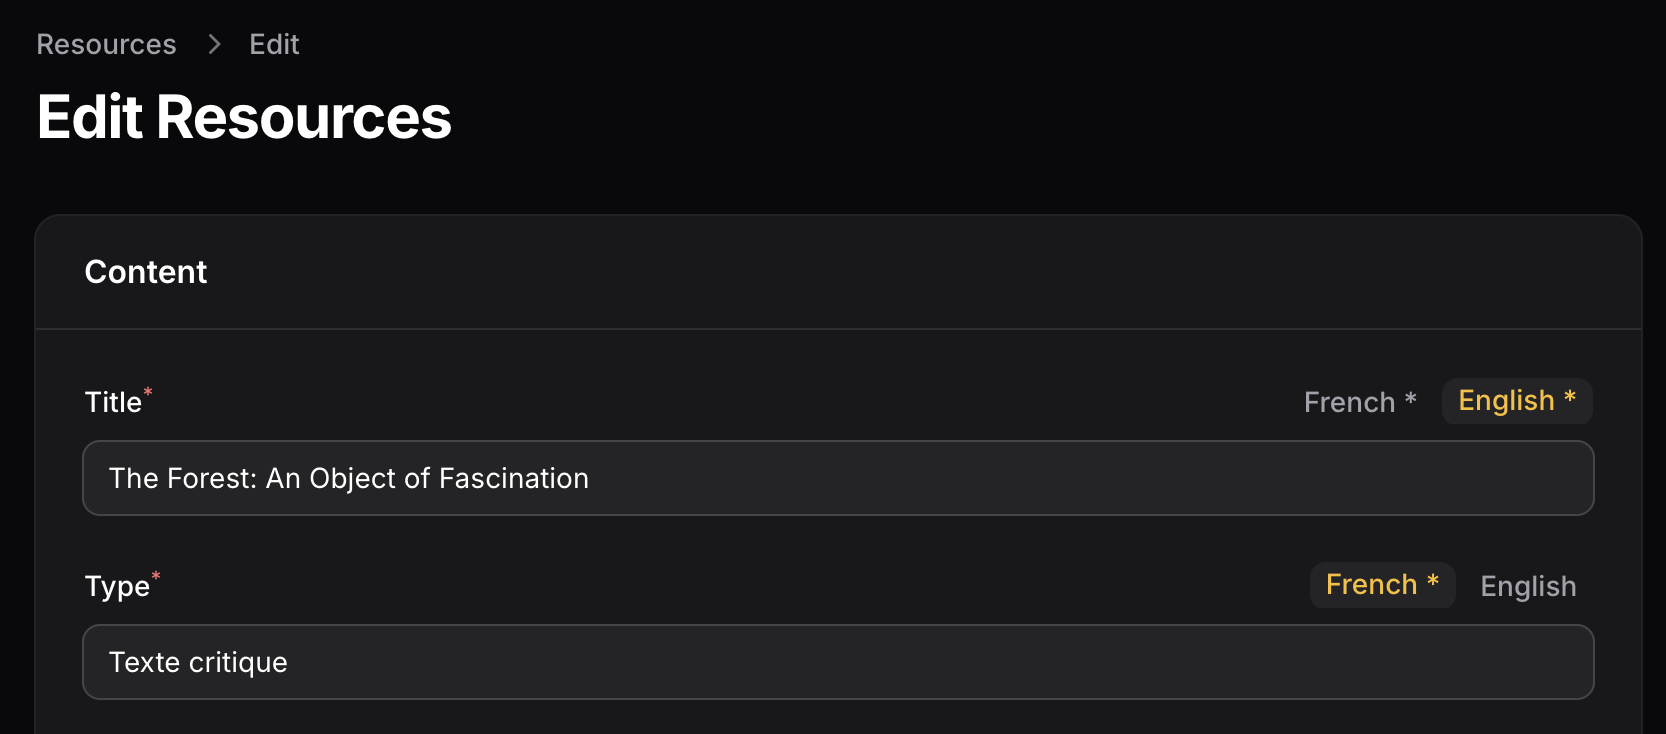 Resources > Edit
Edit Resources
Content
Title* French * English *
The Forest: An Object of Fascination
Type* French * English
Texte critique